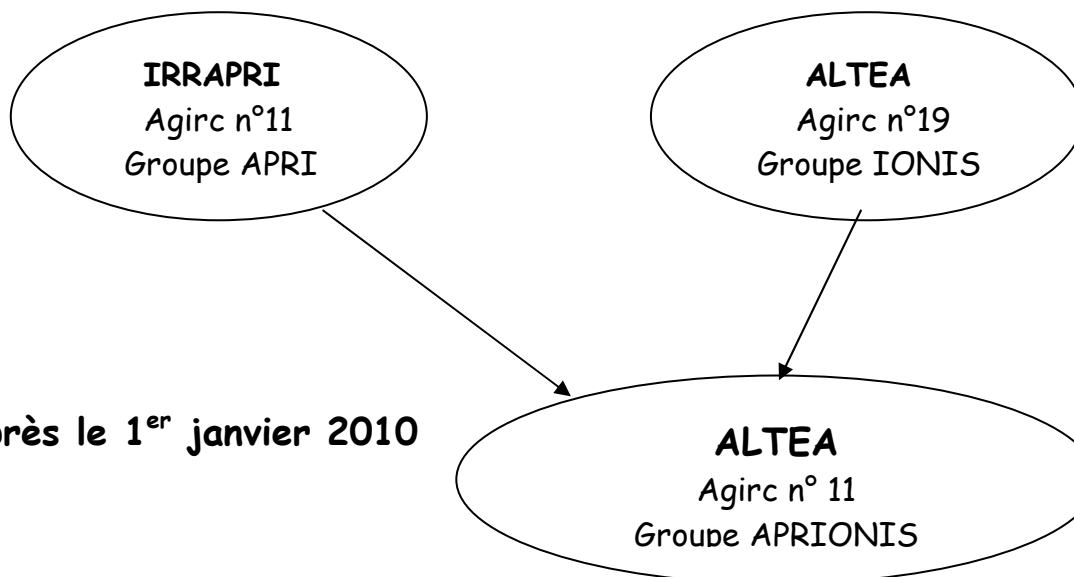 IRRAPRI
Agirc n°11
Groupe APRI
ALTEA
Agirc n°19
Groupe IONIS
près le 1er janvier 2010
ALTEA
Agirc n° 11
Groupe APRIONIS